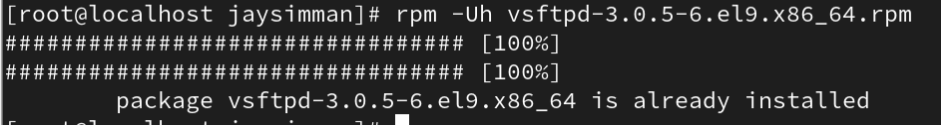 [root@localhost jaysimman]# rpm -Uh vsftpd-3.0.5-6.el9.x86_64.rpm
################################## [100%]
################################## [100%]
package vsftpd-3.0.5-6.el9.x86_64 is already installed